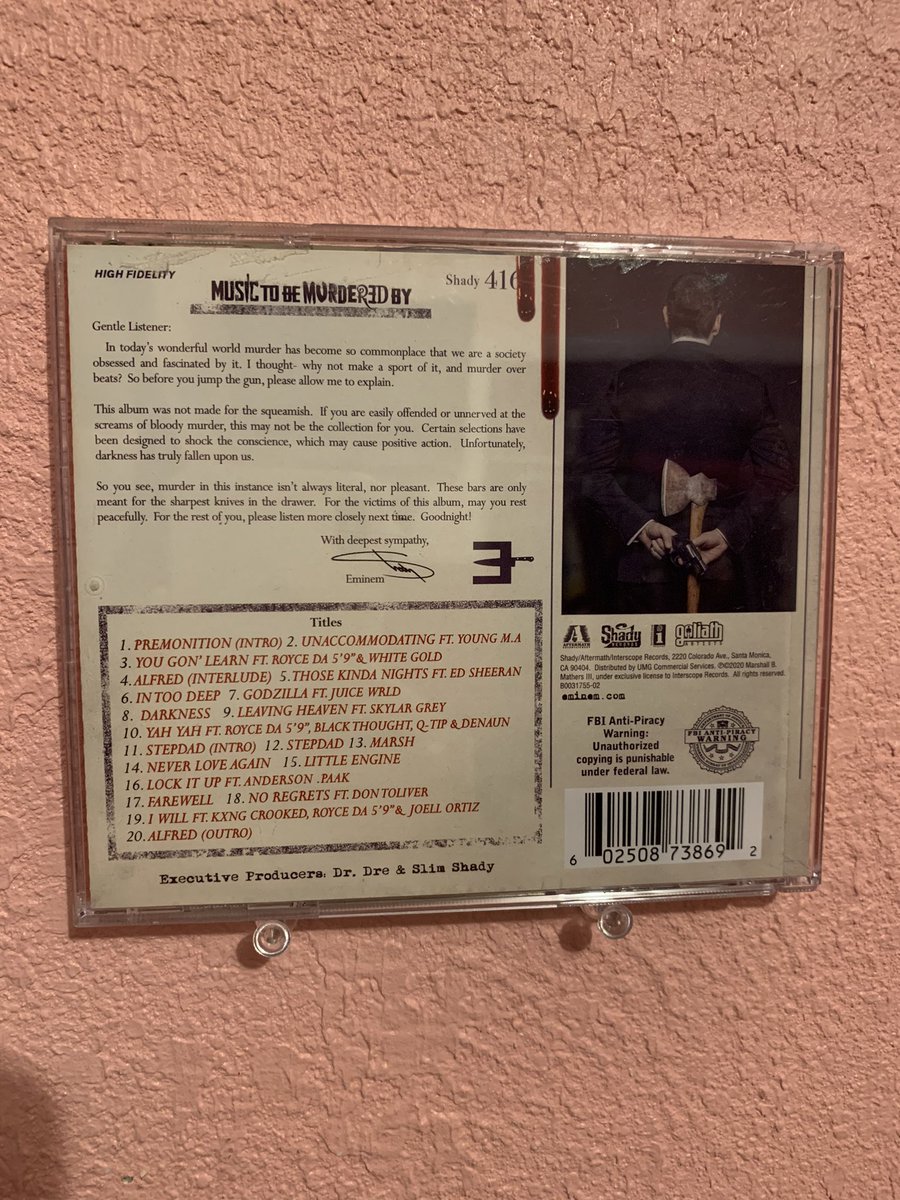 HIGH FIDELITY
Shady 416
MUSIC TO BE MURDERED BY
Gentle Listener:
In today's wonderful world murder has become so commonplace that we are a society
obsessed and fascinated by it. I thought- why not make a sport of it, and murder over
beats? So before you jump the gun, please allow me to explain.
This album was not made for the squeamish. If you are easily offended or unnerved at the
screams of bloody murder, this may not be the collection for you. Certain selections have
been designed to shock the conscience, which may cause positive action. Unfortunately,
darkness has truly fallen upon us.
So you see, murder in this instance isn't always literal, nor pleasant. These bars are only
meant for the sharpest knives in the drawer. For the victims of this album, may you rest
peacefully. For the rest of you, please listen more closely next time. Goodnight!
With deepest sympathy,
Eminem
Titles
1. PREMONITION (INTRO) 2. UNACCOMMODATING FT. YOUNG M.A
3. YOU GON' LEARN FT. ROYCE DA 5'9" & WHITE GOLD
4. ALFRED (INTERLUDE) 5. THOSE KINDA NIGHTS FT. ED SHEERAN
6. IN TOO DEEP 7. GODZILLA FT. JUICE WRLD
8. DARKNESS 9. LEAVING HEAVEN FT. SKYLAR GREY
10. YAH YAH FT. ROYCE DA 5'9", BLACK THOUGHT, Q-TIP & DENAUN
11. STEPDAD (INTRO) 12. STEPDAD 13. MARSH
14. NEVER LOVE AGAIN 15. LITTLE ENGINE
16. LOCK IT UP FT. ANDERSON .PAAK
17. FAREWELL 18. NO REGRETS FT. DON TOLIVER
19. I WILL FT. KXNG CROOKED, ROYCE DA 5'9" & JOELL ORTIZ
20. ALFRED (OUTRO)
Executive Producers: Dr. Dre & Slim Shady
AFTERMATH
Shady
RECORDS
i
goliath
Shady/Aftermath/Interscope Records, 2220 Colorado Ave., Santa Monica,
CA 90404. Distributed by UMG Commercial Services, ℗©2020 Marshall B.
Mathers III, under exclusive license to Interscope Records. All rights reserved.
B0031755-02
eminem.com
FBI Anti-Piracy
Warning:
Unauthorized
copying is punishable
under federal law.
FBI ANTI-PIRACY
WARNING
6 02508 73869 2